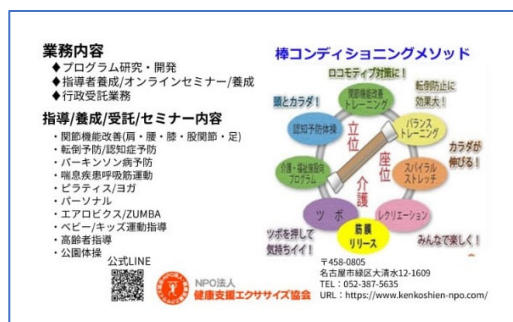 業務内容
◆プログラム研究・開発
◆指導者養成/オンラインセミナー/養成
◆行政受託業務
指導/養成/受託/セミナー内容
・関節機能改善(肩・腰・膝・股関節・足)
・転倒予防/認知症予防
・パーキンソン病予防
・喘息疾患呼吸筋運動
・ピラティス/ヨガ
・パーソナル
・エアロビクス/ZUMBA
・ベビー/キッズ運動指導
・高齢者指導
・公園体操
公式LINE
NPO法人
健康支援エクササイズ協会
棒コンディショニングメソッド
ロコモティブ対策に!
関節機能改善
トレーニング
転倒防止に
効果大!
頭とカラダ!
認知予防体操
バランス
トレーニング
立位
座位
介護
カラダが
伸びる!
介護・福祉施設向
プログラム
スパイラル
ストレッチ
ツボ
レクリエーション
筋膜
リリース
ツボを押して
気持ちイイ!
みんなで楽しく!
〒458-0805
名古屋市緑区大清水12-1609
TEL:052-387-5635
URL:https://www.kenkoshien-npo.com/